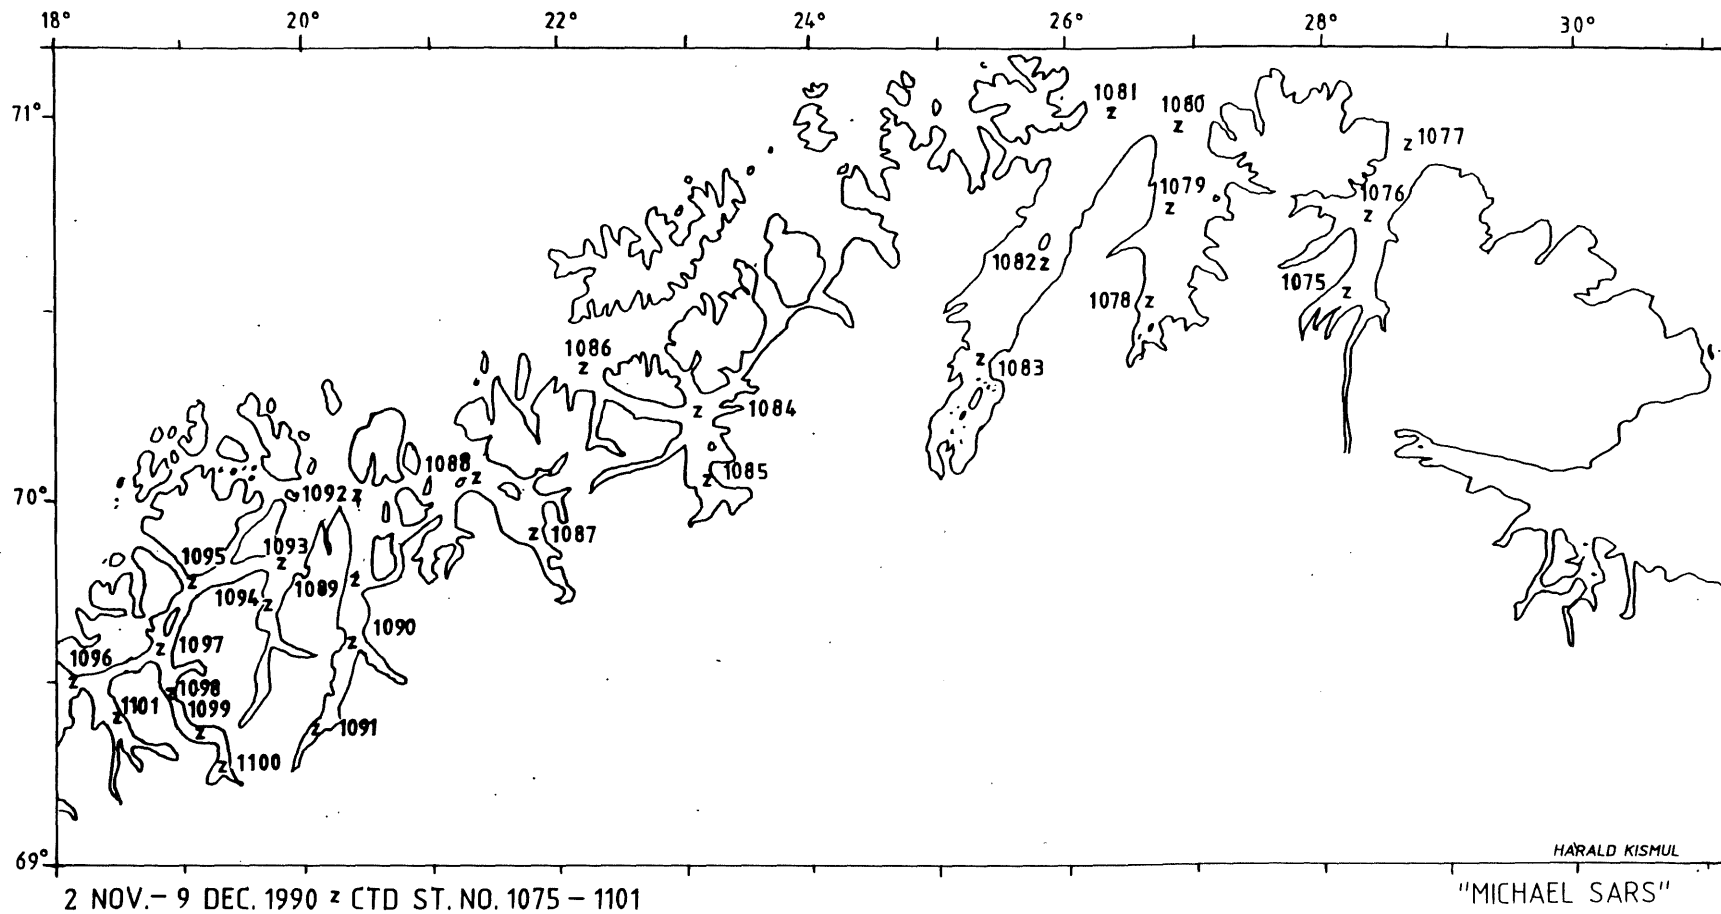 18° 20° 22° 24° 26° 28° 30°
71°
1081
1080
z
z
z 1077
1079
z
1076
z
1082 z
1075
z
1078 z
1086
z
z
1083
z 1084
1088
z
1085
z
70°
1092 z
z 1087
1095
z
1093
z
1089
z
1094
z
1090
z
1097
z
1096
z
1098
z
1099
z
1101
z
1091
z
1100
z
69°
HARALD KISMUL
2 NOV.- 9 DEC. 1990 z CTD ST. NO. 1075 - 1101
"MICHAEL SARS"